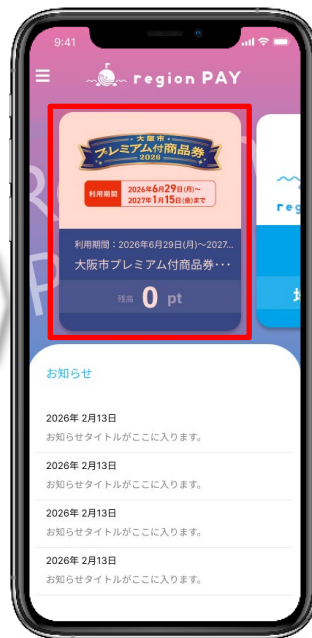 9:41
region PAY
大阪市
プレミアム付商品券
2026
利用期間
2026年6月29日(月)~
2027年1月15日(金)まで
利用期間：2026年6月29日(月)~2027...
大阪市プレミアム付商品券･･･
残高 0 pt
お知らせ
2026年 2月13日
お知らせタイトルがここに入ります。
2026年 2月13日
お知らせタイトルがここに入ります。
2026年 2月13日
お知らせタイトルがここに入ります。
2026年 2月13日
お知らせタイトルがここに入ります。